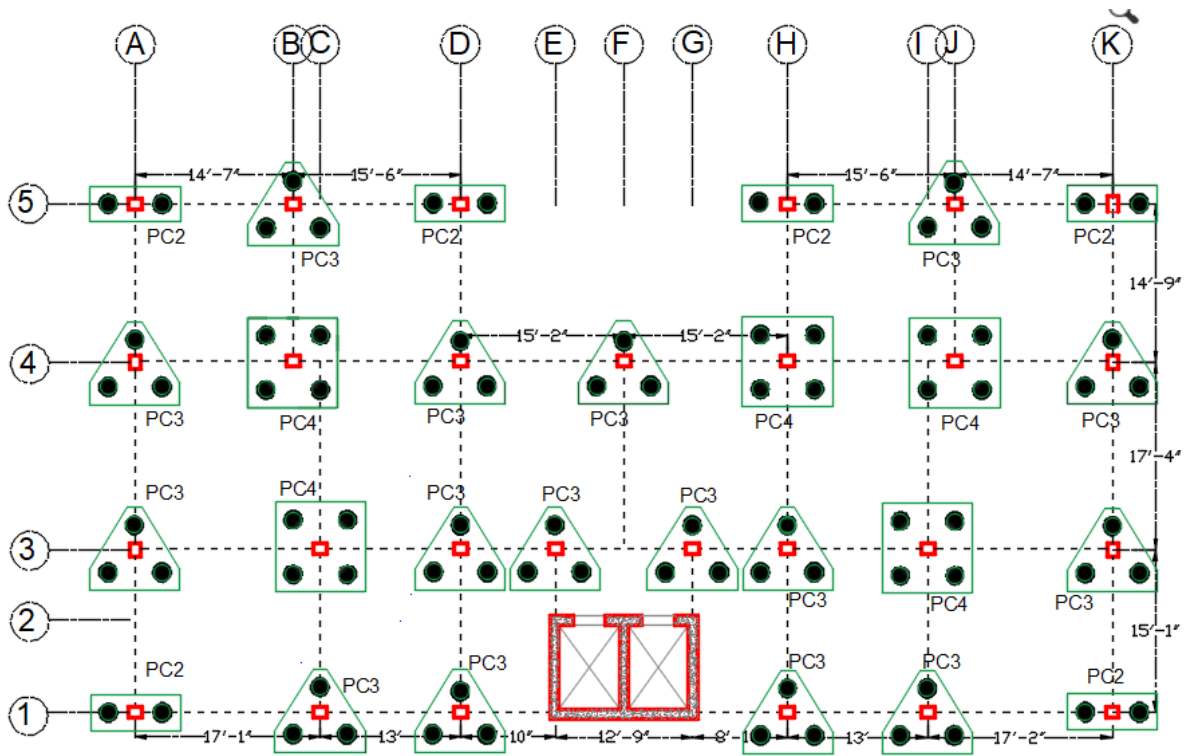 A B C D E F G H I J K
14'-7" 15'-6" 15'-6" 14'-7"
5
PC2 PC3 PC2 PC2 PC3 PC2
14'-9"
15'-2" 15'-2"
4
PC3 PC4 PC3 PC3 PC4 PC4 PC3
17'-4"
PC3 PC4 PC3 PC3 PC3
3
PC3 PC4 PC3
2
15'-1"
PC2 PC3 PC3 PC3 PC3 PC2
1
17'-1" 13' 10" 12'-9" 13' 17'-2"